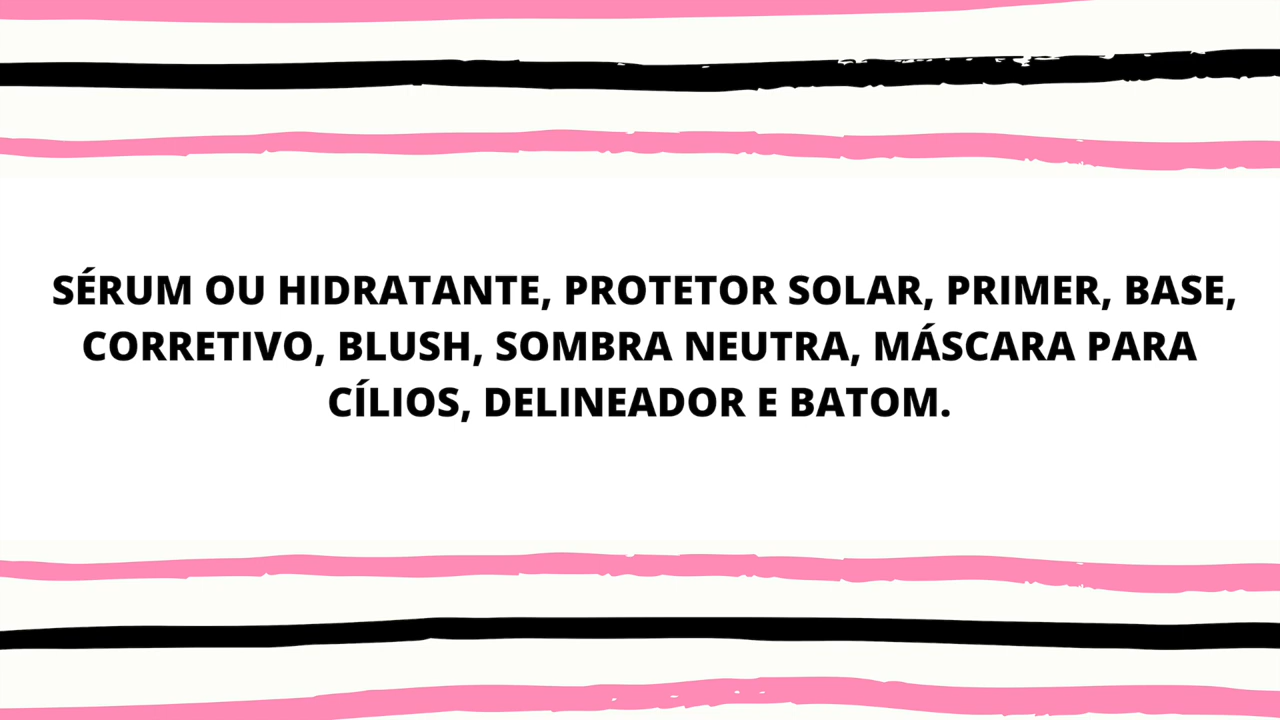 SÉRUM OU HIDRATANTE, PROTETOR SOLAR, PRIMER, BASE,
CORRETIVO, BLUSH, SOMBRA NEUTRA, MÁSCARA PARA
CÍLIOS, DELINEADOR E BATOM.